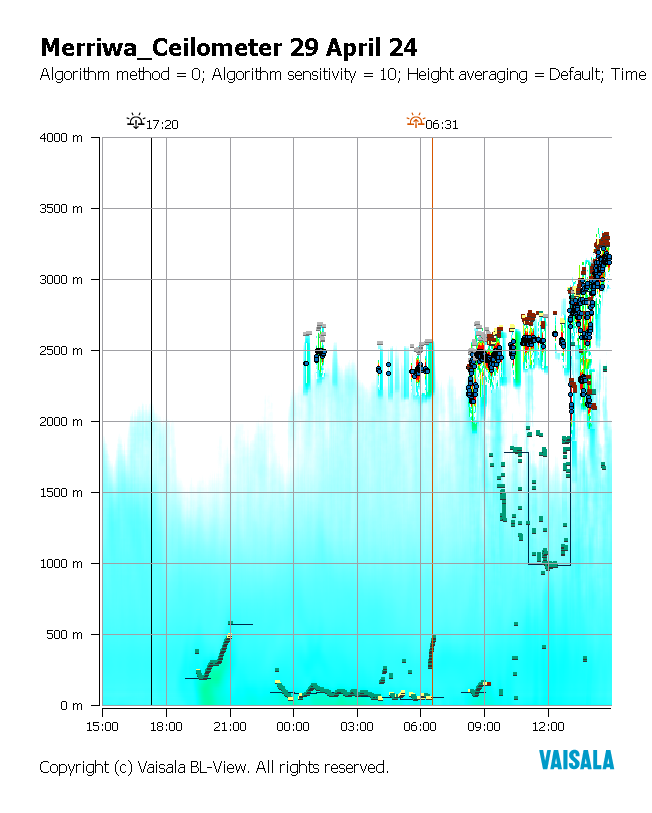 Merriwa_Ceilometer 29 April 24
Algorithm method = 0; Algorithm sensitivity = 10; Height averaging = Default; Time
17:20 06:31
4000 m
3500 m
3000 m
2500 m
2000 m
1500 m
1000 m
500 m
0 m
15:00 18:00 21:00 00:00 03:00 06:00 09:00 12:00
Copyright (c) Vaisala BL-View. All rights reserved.
VAISALA